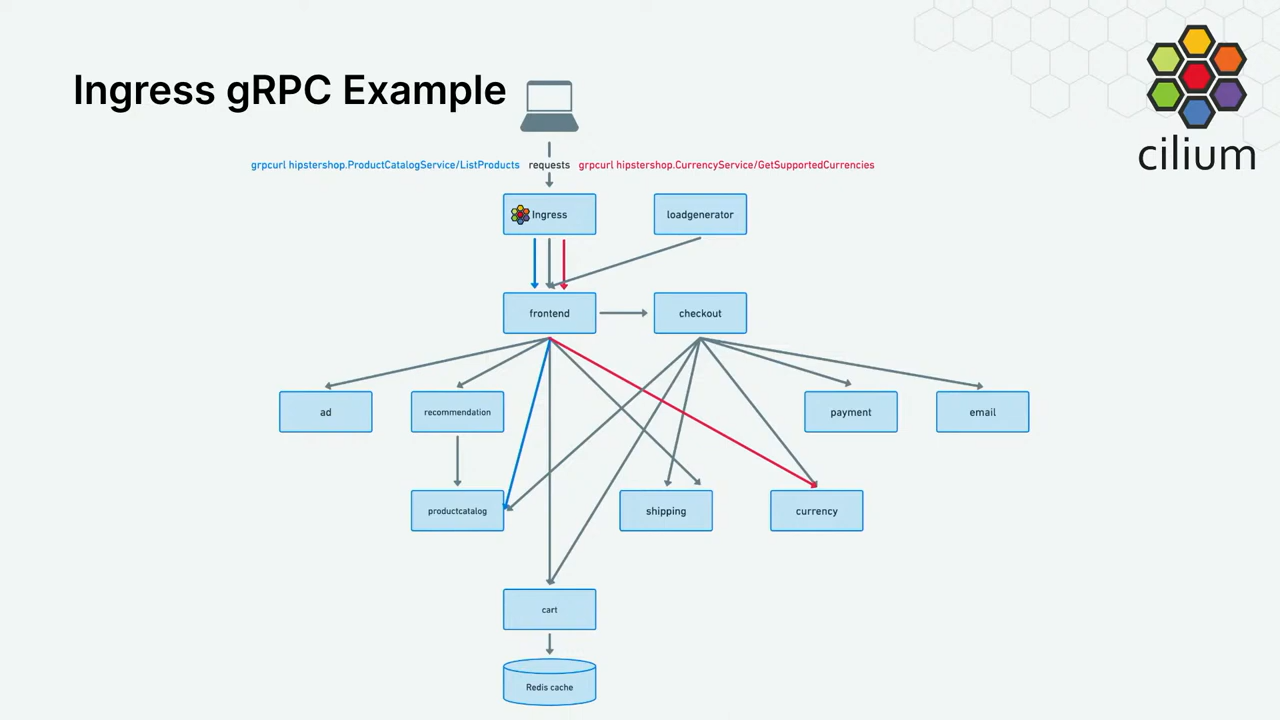 Ingress gRPC Example
cilium
grpcurl hipstershop.ProductCatalogService/ListProducts requests grpcurl hipstershop.CurrencyService/GetSupportedCurrencies
Ingress
loadgenerator
frontend
checkout
ad
recommendation
payment
email
productcatalog
shipping
currency
cart
Redis cache